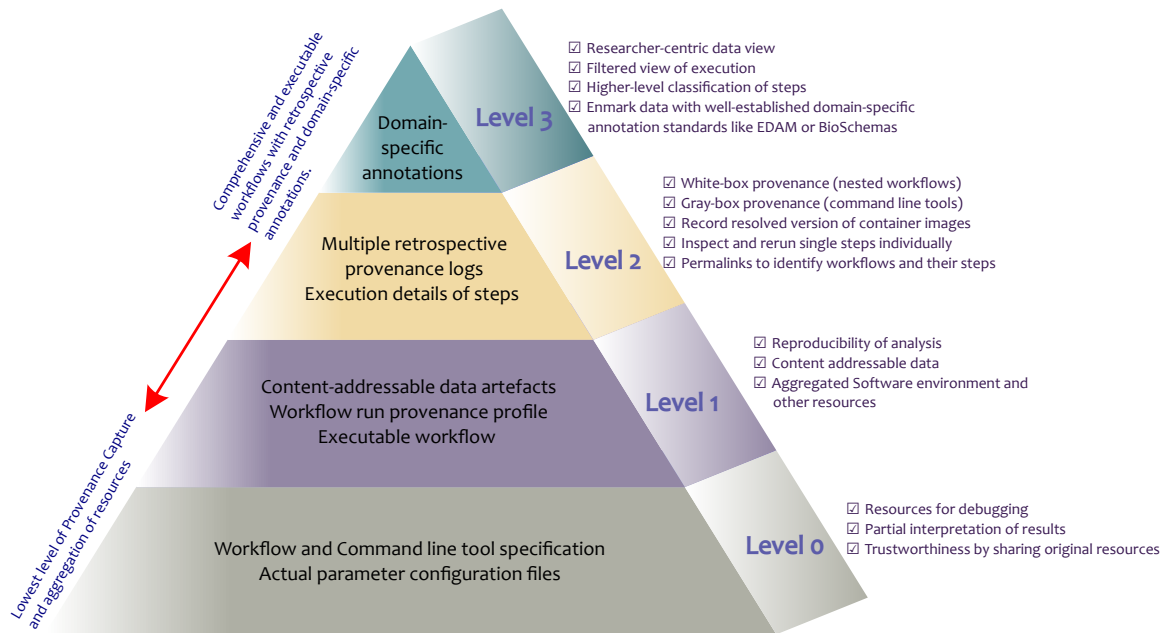 Comprehensive and executable
workflows with retrospective
provenance and domain-specific
annotations.
Domain-
specific
annotations
Level 3
☑ Researcher-centric data view
☑ Filtered view of execution
☑ Higher-level classification of steps
☑ Enmark data with well-established domain-specific
annotation standards like EDAM or BioSchemas
Multiple retrospective
provenance logs
Execution details of steps
Level 2
☑ White-box provenance (nested workflows)
☑ Gray-box provenance (command line tools)
☑ Record resolved version of container images
☑ Inspect and rerun single steps individually
☑ Permalinks to identify workflows and their steps
Content-addressable data artefacts
Workflow run provenance profile
Executable workflow
Level 1
☑ Reproducibility of analysis
☑ Content addressable data
☑ Aggregated Software environment and
other resources
Lowest level of Provenance Capture
and aggregation of resources
Workflow and Command line tool specification
Actual parameter configuration files
Level 0
☑ Resources for debugging
☑ Partial interpretation of results
☑ Trustworthiness by sharing original resources